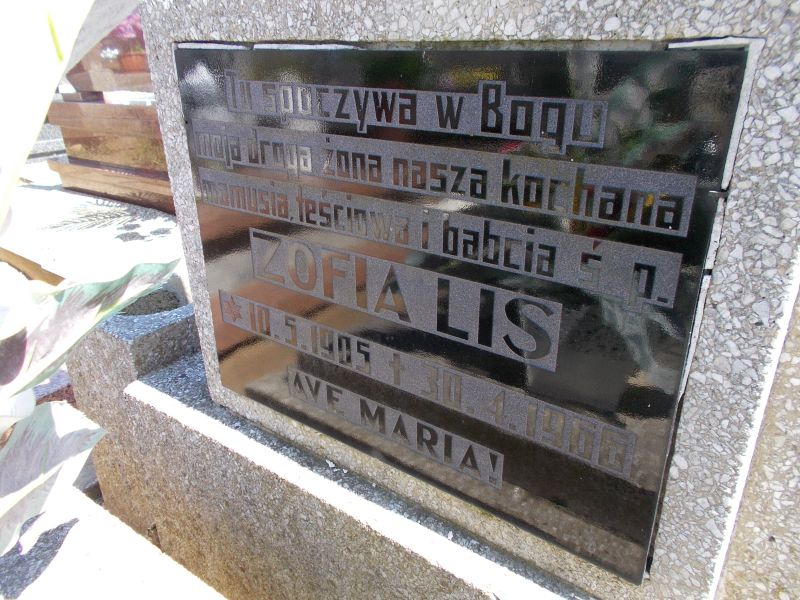 Tu spoczywa w Bogu
moja droga żona nasza kochana
mamusia, teściowa i babcia ś. p.
ZOFIA LIS
* 10. 5. 1905 † 30. 4. 1966
AVE MARIA!